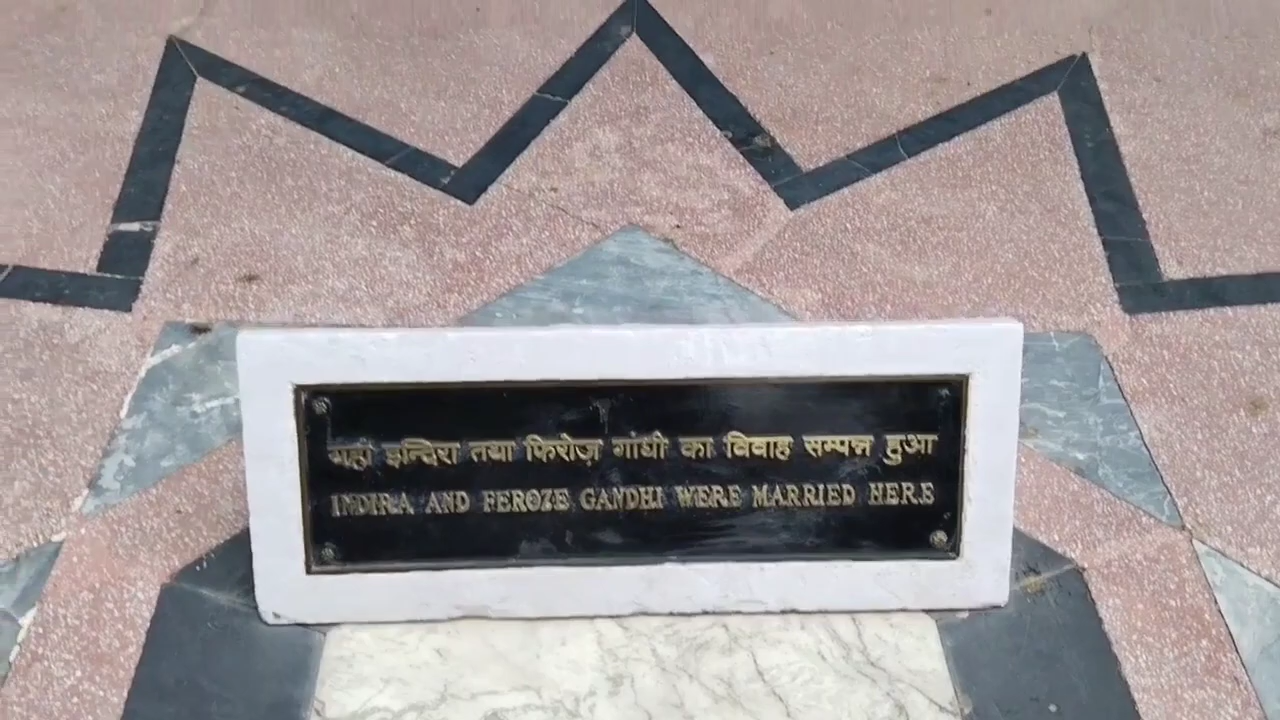 यहां इन्दिरा तथा फिरोज़ गांधी का विवाह सम्पन्न हुआ
INDIRA AND FEROZE GANDHI WERE MARRIED HERE